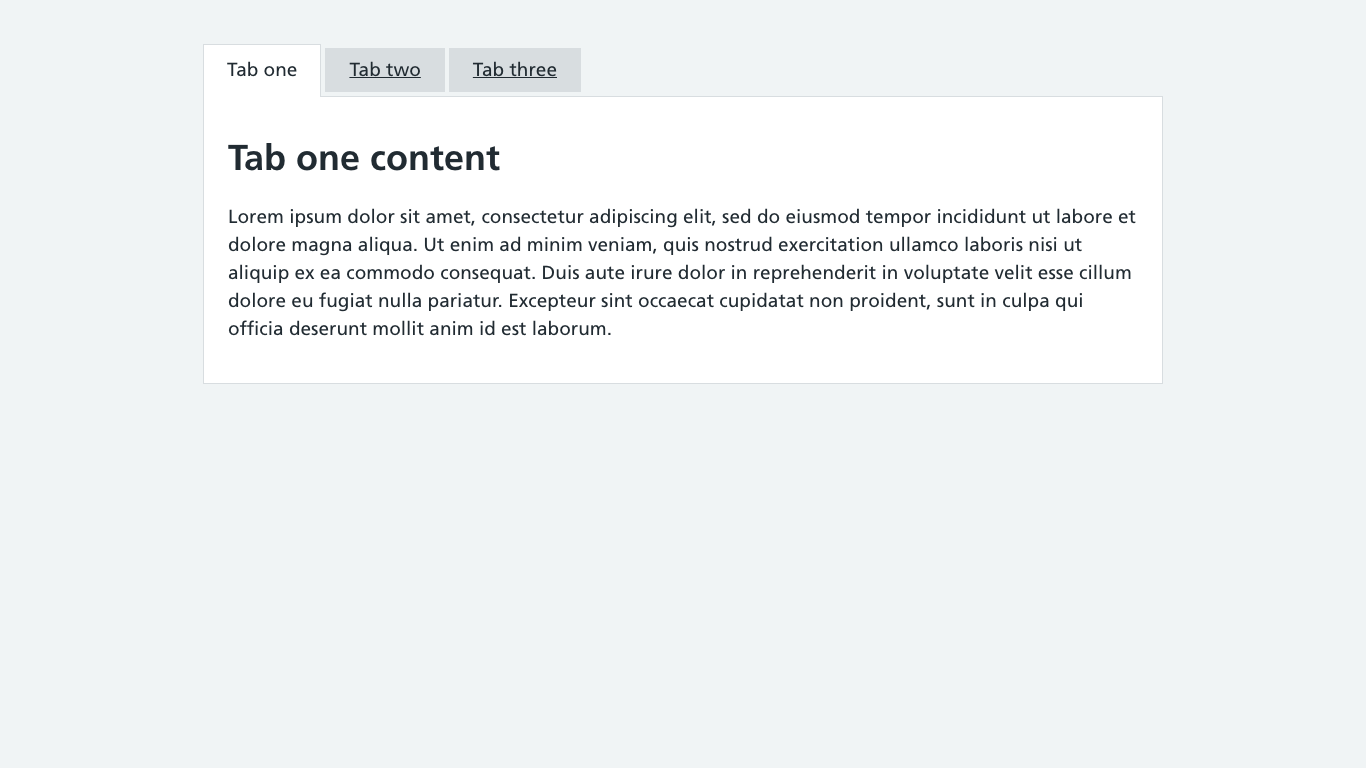 Tab one
Tab two
Tab three
Tab one content
Lorem ipsum dolor sit amet, consectetur adipiscing elit, sed do eiusmod tempor incididunt ut labore et
dolore magna aliqua. Ut enim ad minim veniam, quis nostrud exercitation ullamco laboris nisi ut
aliquip ex ea commodo consequat. Duis aute irure dolor in reprehenderit in voluptate velit esse cillum
dolore eu fugiat nulla pariatur. Excepteur sint occaecat cupidatat non proident, sunt in culpa qui
officia deserunt mollit anim id est laborum.